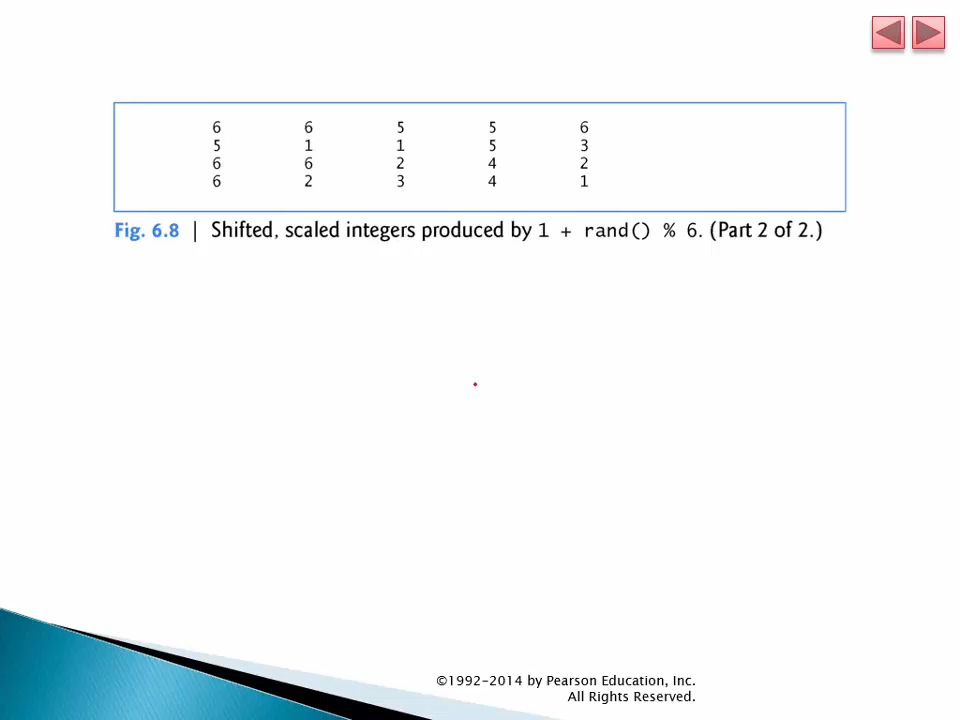 6 6 5 5 6
5 1 1 5 3
6 6 2 4 2
6 2 3 4 1
Fig. 6.8 | Shifted, scaled integers produced by 1 + rand() % 6. (Part 2 of 2.)
©1992-2014 by Pearson Education, Inc.
All Rights Reserved.